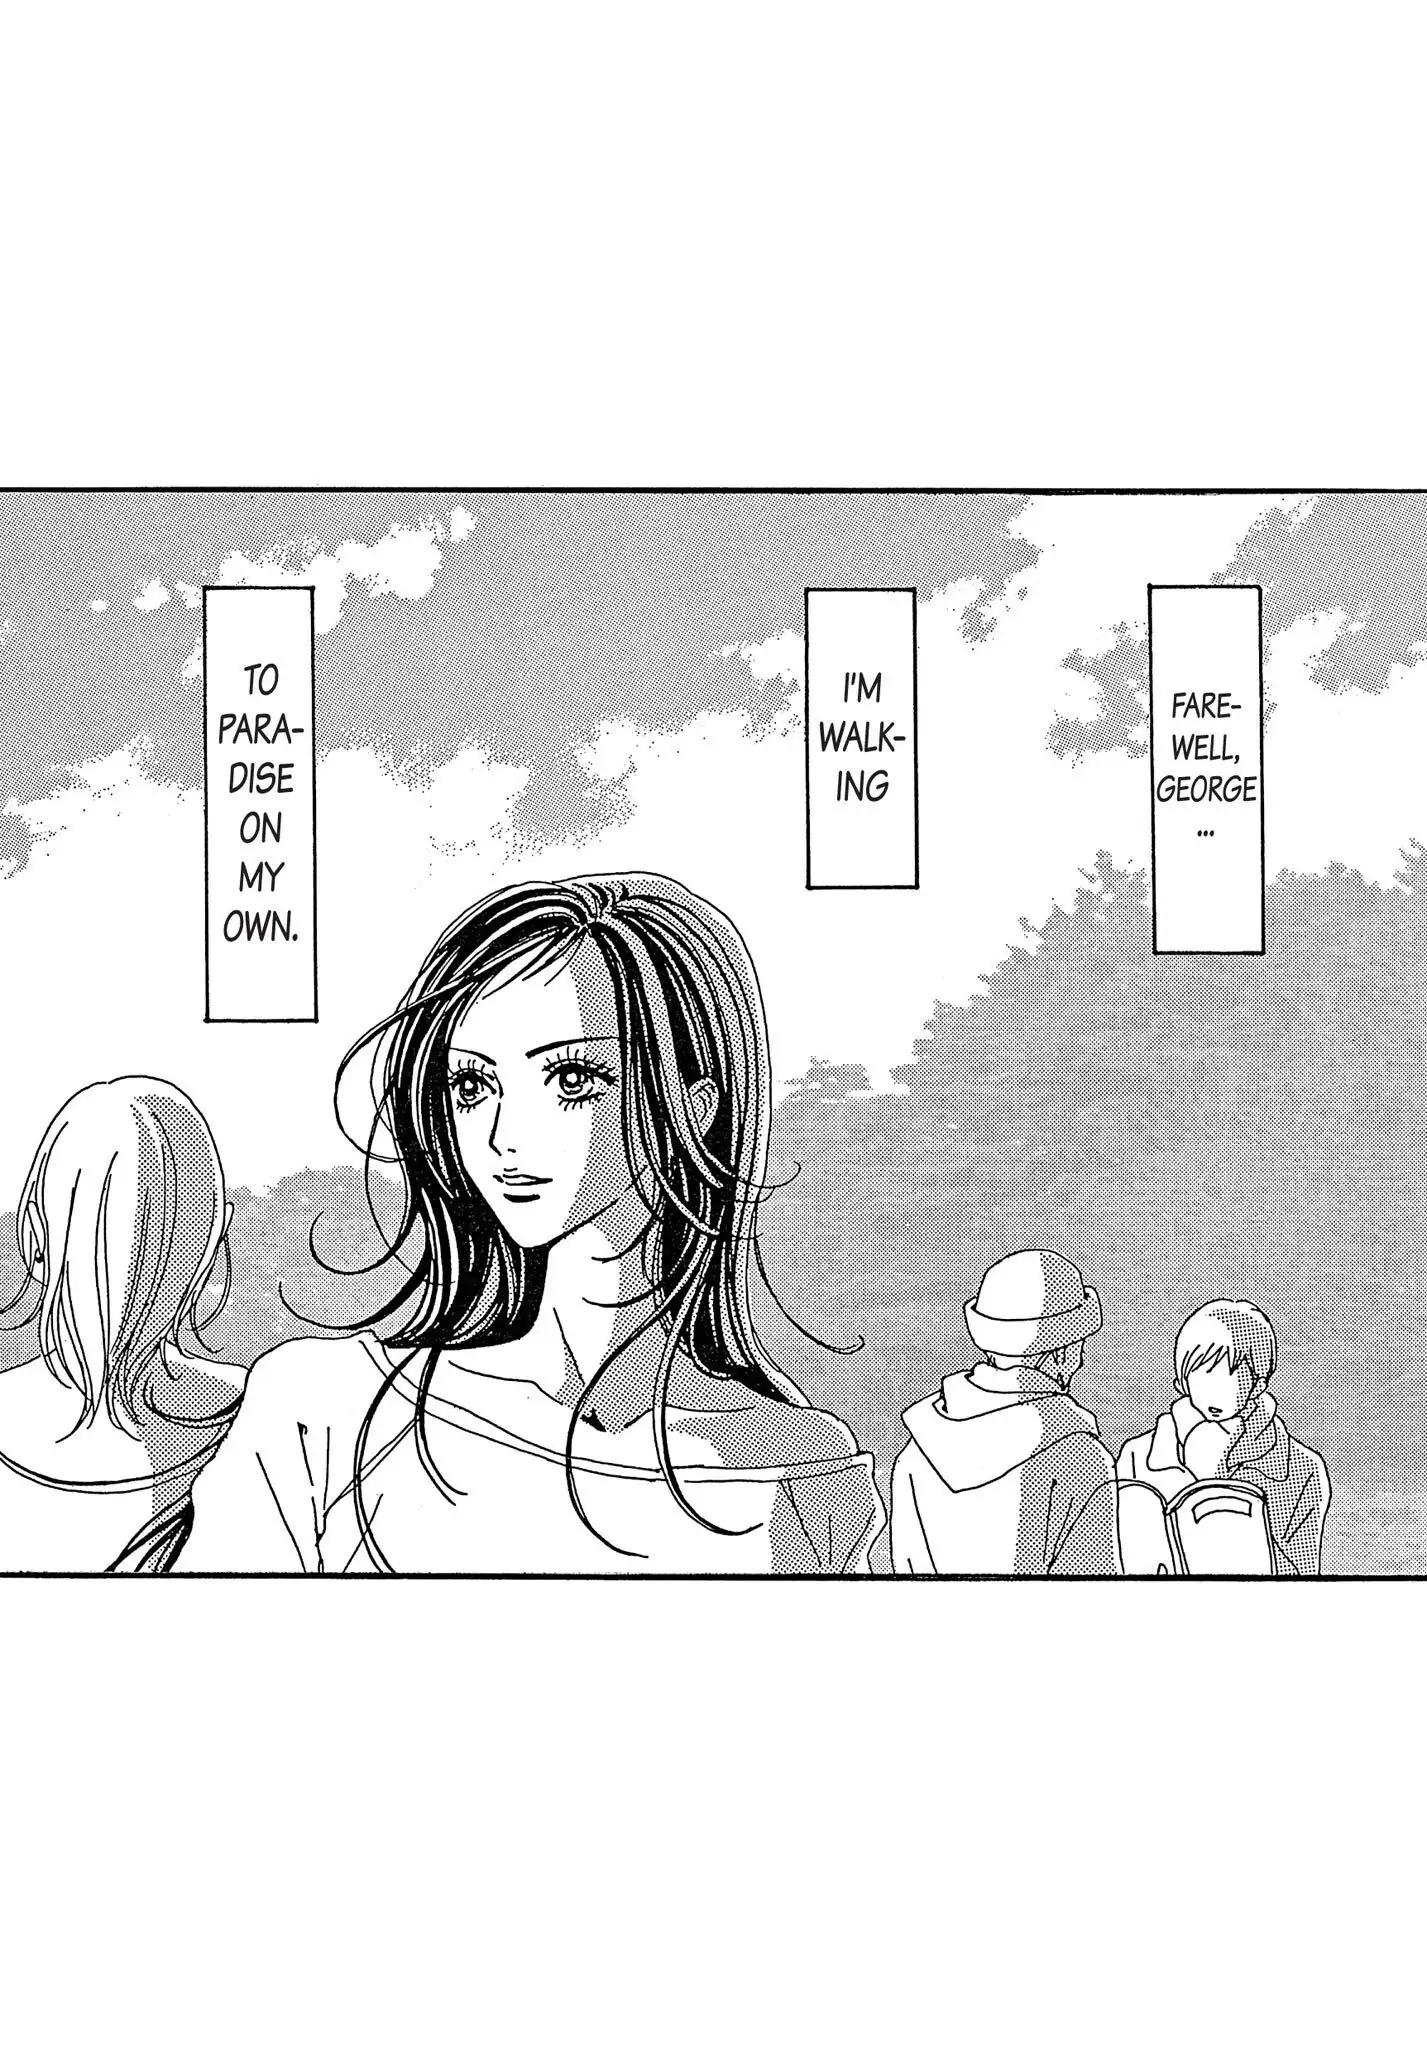 FARE-
WELL,
GEORGE
...
I'M
WALK-
ING
TO
PARA-
DISE
ON
MY
OWN.